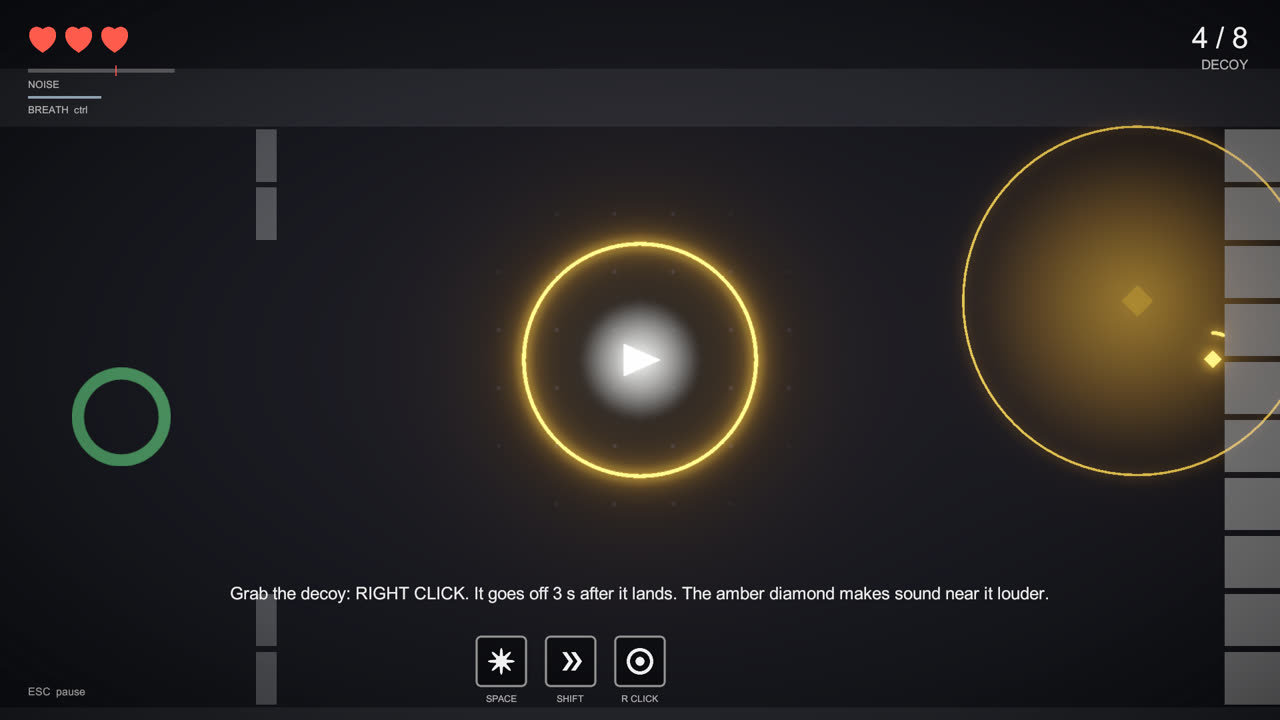 4 / 8
DECOY
NOISE
BREATH ctrl
Grab the decoy: RIGHT CLICK. It goes off 3 s after it lands. The amber diamond makes sound near it louder.
SPACE
SHIFT
R CLICK
ESC pause